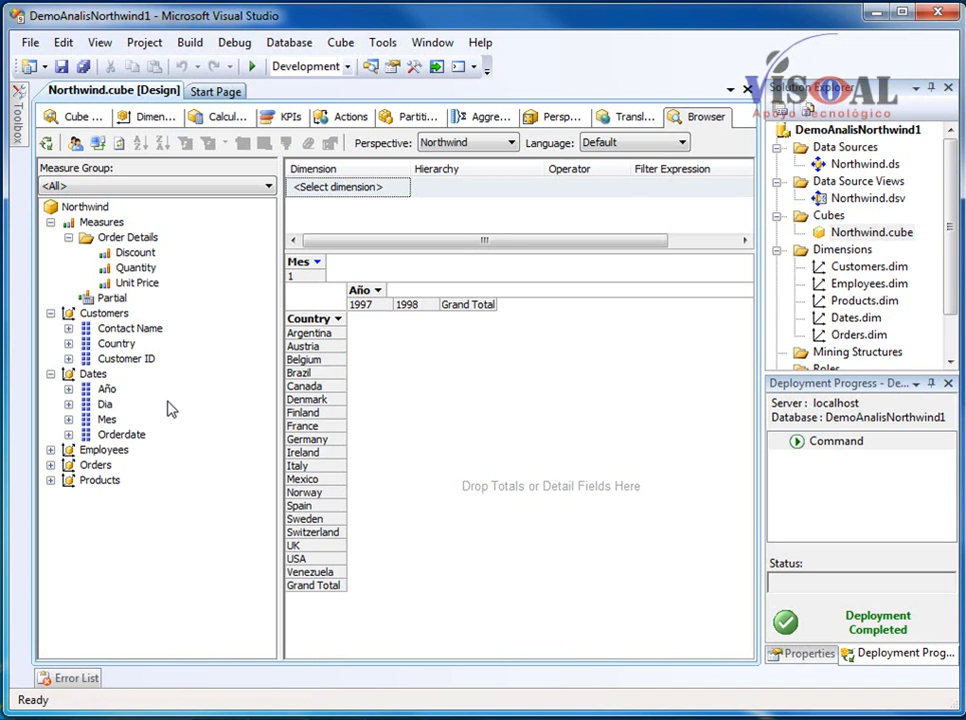 DemoAnalisNorthwind1 - Microsoft Visual Studio
File Edit View Project Build Debug Database Cube Tools Window Help
Development
VISOAL
Apoyo Tecnológico
Toolbox
Northwind.cube [Design] Start Page
Cube ... Dimen... Calcul... KPIs Actions Partiti... Aggre... Persp... Transl... Browser
Perspective: Northwind Language: Default
Measure Group:
<All>
Northwind
Measures
Order Details
Discount
Quantity
Unit Price
Partial
Customers
Contact Name
Country
Customer ID
Dates
Año
Dia
Mes
Orderdate
Employees
Orders
Products
Dimension Hierarchy Operator Filter Expression
<Select dimension>
Mes
1
Año
1997 1998 Grand Total
Country
Argentina
Austria
Belgium
Brazil
Canada
Denmark
Finland
France
Germany
Ireland
Italy
Mexico
Norway
Spain
Sweden
Switzerland
UK
USA
Venezuela
Grand Total
Drop Totals or Detail Fields Here
Solution Explorer
DemoAnalisNorthwind1
Data Sources
Northwind.ds
Data Source Views
Northwind.dsv
Cubes
Northwind.cube
Dimensions
Customers.dim
Employees.dim
Products.dim
Dates.dim
Orders.dim
Mining Structures
Roles
Deployment Progress - De...
Server : localhost
Database : DemoAnalisNorthwind1
Command
Status:
Deployment
Completed
Properties Deployment Prog...
Error List
Ready